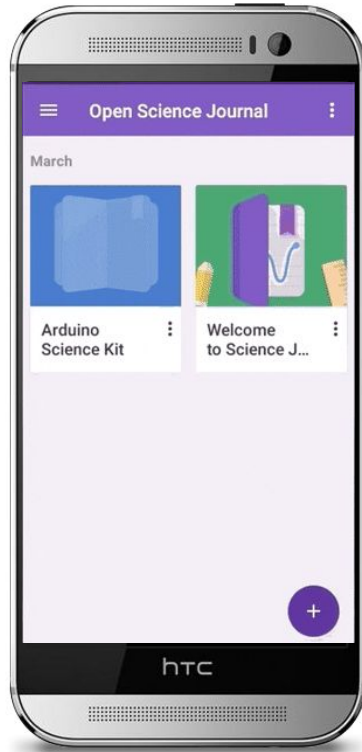 Open Science Journal
March
Arduino
Science Kit
Welcome
to Science J...
hTC